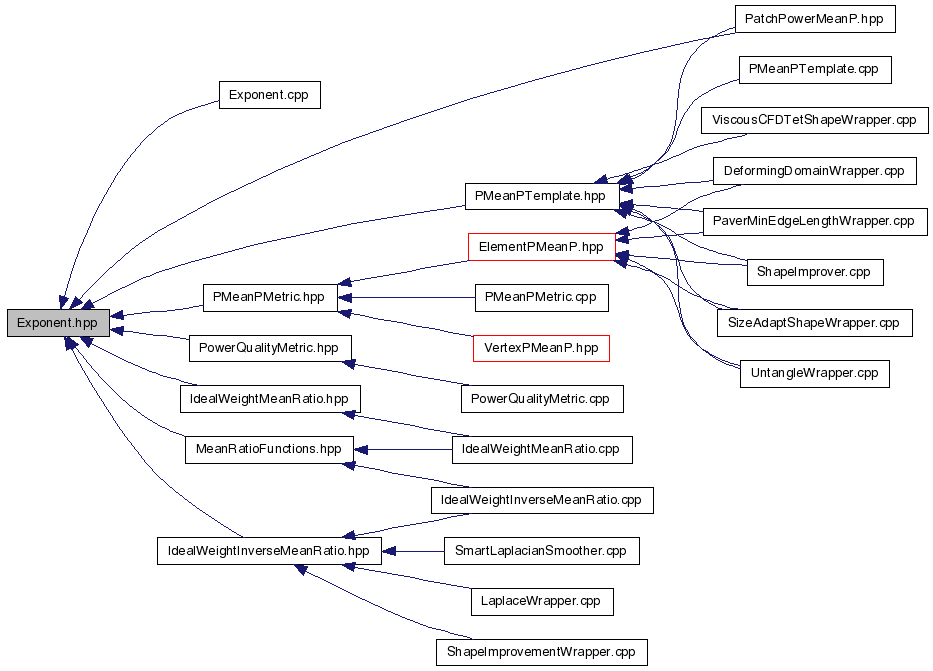 PatchPowerMeanP.hpp
PMeanPTemplate.cpp
Exponent.cpp
ViscousCFDTetShapeWrapper.cpp
DeformingDomainWrapper.cpp
PMeanPTemplate.hpp
PaverMinEdgeLengthWrapper.cpp
ElementPMeanP.hpp
ShapeImprover.cpp
PMeanPMetric.hpp
PMeanPMetric.cpp
Exponent.hpp
SizeAdaptShapeWrapper.cpp
PowerQualityMetric.hpp
VertexPMeanP.hpp
UntangleWrapper.cpp
IdealWeightMeanRatio.hpp
PowerQualityMetric.cpp
MeanRatioFunctions.hpp
IdealWeightMeanRatio.cpp
IdealWeightInverseMeanRatio.cpp
IdealWeightInverseMeanRatio.hpp
SmartLaplacianSmoother.cpp
LaplaceWrapper.cpp
ShapeImprovementWrapper.cpp